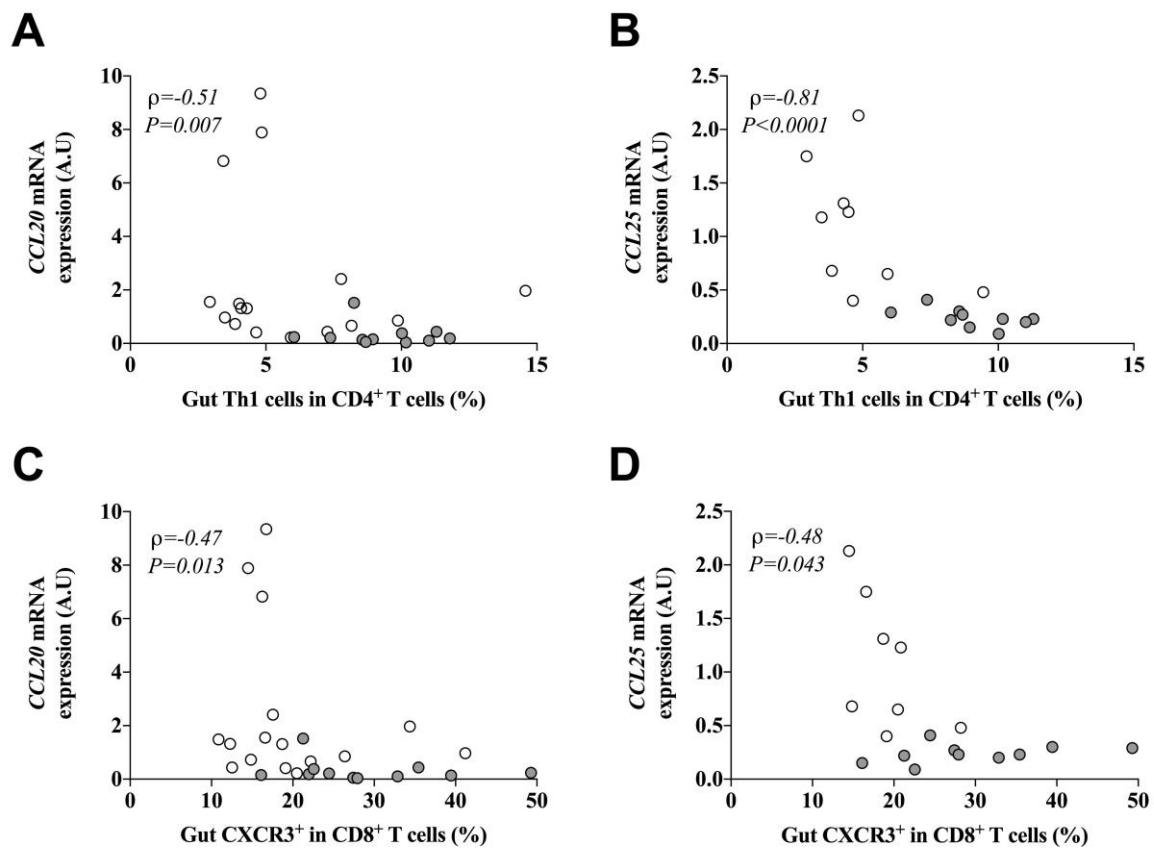 A
CCL20 mRNA
expression (A.U)
10
8
6
4
2
0
ρ=-0.51
P=0.007
0 5 10 15
Gut Th1 cells in CD4⁺ T cells (%)
B
CCL25 mRNA
expression (A.U)
2.5
2.0
1.5
1.0
0.5
0.0
ρ=-0.81
P<0.0001
0 5 10 15
Gut Th1 cells in CD4⁺ T cells (%)
C
CCL20 mRNA
expression (A.U)
10
8
6
4
2
0
ρ=-0.47
P=0.013
0 10 20 30 40 50
Gut CXCR3⁺ in CD8⁺ T cells (%)
D
CCL25 mRNA
expression (A.U)
2.5
2.0
1.5
1.0
0.5
0.0
ρ=-0.48
P=0.043
0 10 20 30 40 50
Gut CXCR3⁺ in CD8⁺ T cells (%)